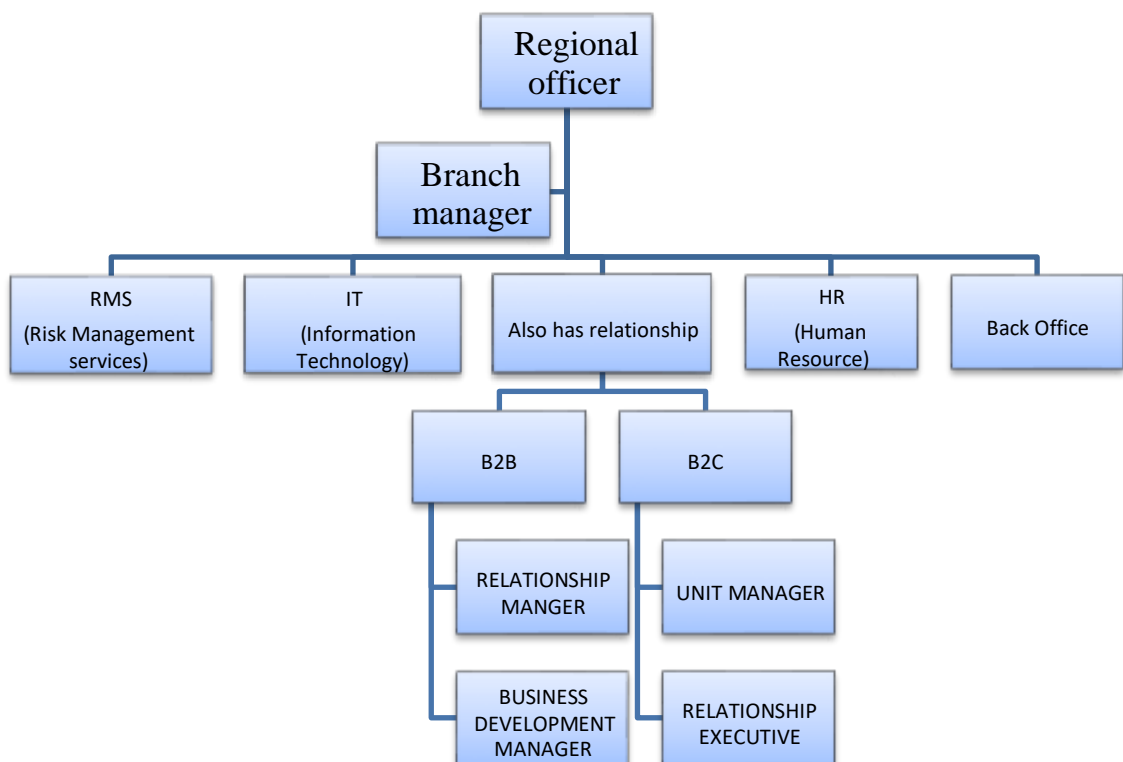 Regional
officer
Branch
manager
RMS
(Risk Management
services)
IT
(Information
Technology)
Also has relationship
HR
(Human
Resource)
Back Office
B2B
B2C
RELATIONSHIP
MANGER
UNIT MANAGER
BUSINESS
DEVELOPMENT
MANAGER
RELATIONSHIP
EXECUTIVE